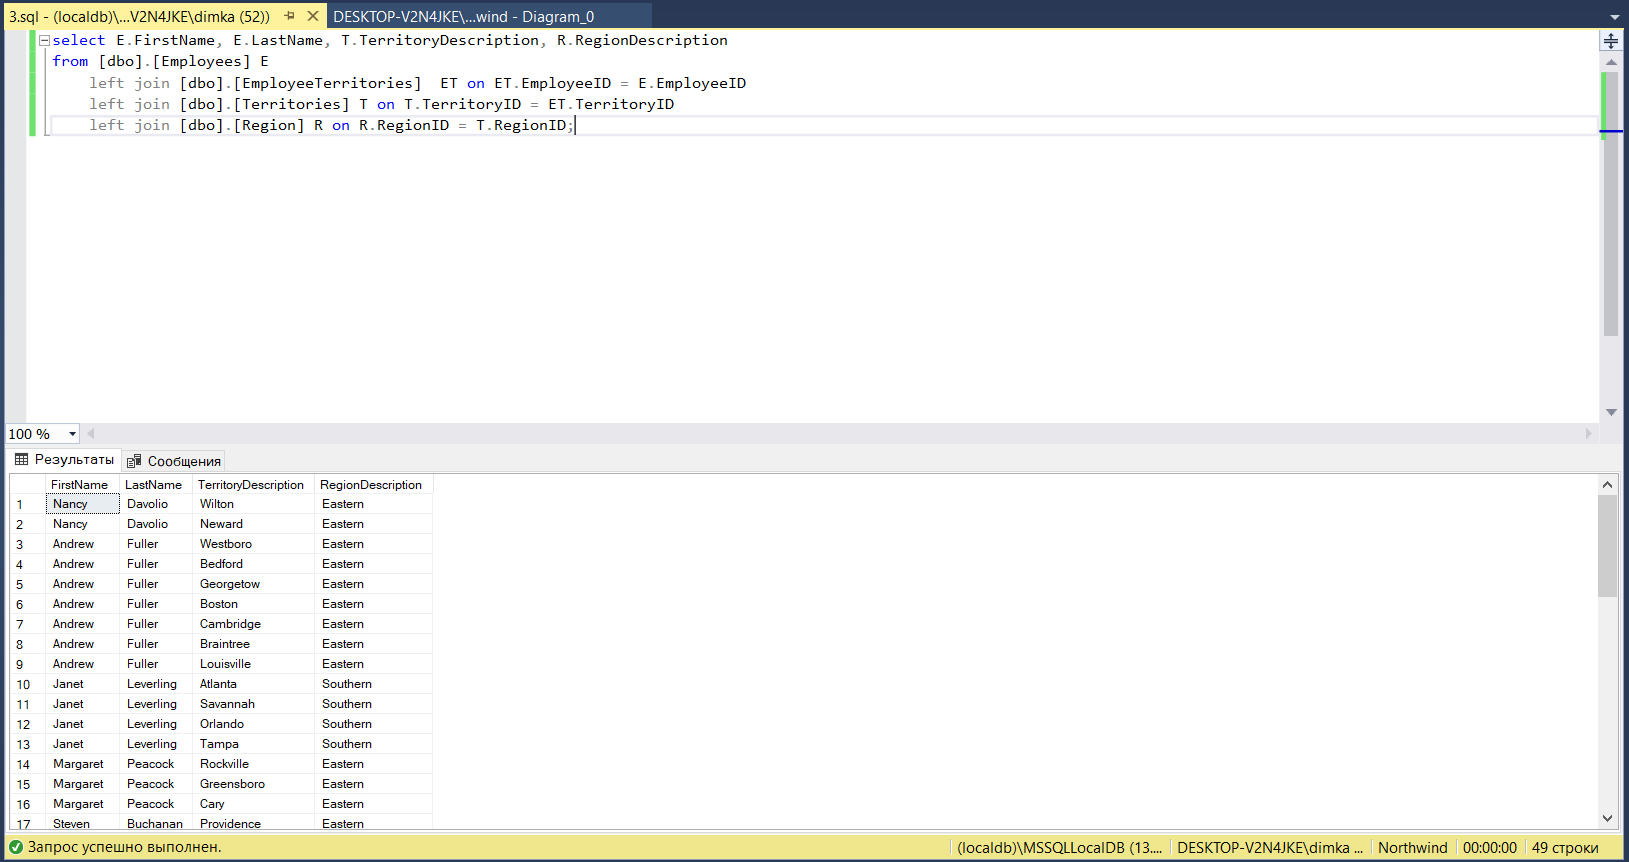 3.sql - (localdb)\...V2N4JKE\dimka (52))
DESKTOP-V2N4JKE\...wind - Diagram_0
select E.FirstName, E.LastName, T.TerritoryDescription, R.RegionDescription
from [dbo].[Employees] E
left join [dbo].[EmployeeTerritories]  ET on ET.EmployeeID = E.EmployeeID
left join [dbo].[Territories] T on T.TerritoryID = ET.TerritoryID
left join [dbo].[Region] R on R.RegionID = T.RegionID;
100 %
Результаты Сообщения
FirstName LastName TerritoryDescription RegionDescription
1 Nancy Davolio Wilton Eastern
2 Nancy Davolio Neward Eastern
3 Andrew Fuller Westboro Eastern
4 Andrew Fuller Bedford Eastern
5 Andrew Fuller Georgetow Eastern
6 Andrew Fuller Boston Eastern
7 Andrew Fuller Cambridge Eastern
8 Andrew Fuller Braintree Eastern
9 Andrew Fuller Louisville Eastern
10 Janet Leverling Atlanta Southern
11 Janet Leverling Savannah Southern
12 Janet Leverling Orlando Southern
13 Janet Leverling Tampa Southern
14 Margaret Peacock Rockville Eastern
15 Margaret Peacock Greensboro Eastern
16 Margaret Peacock Cary Eastern
17 Steven Buchanan Providence Eastern
Запрос успешно выполнен. (localdb)\MSSQLLocalDB (13.... DESKTOP-V2N4JKE\dimka ... Northwind 00:00:00 49 строки